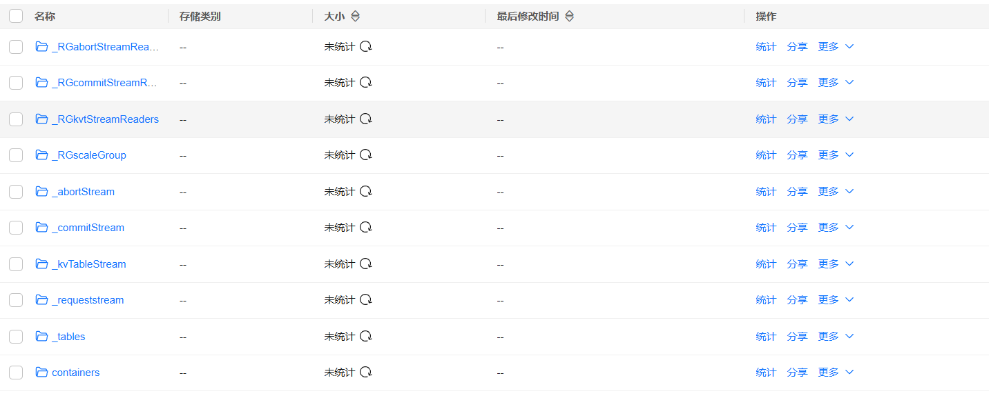 名称 存储类别 大小 最后修改时间 操作
_RGabortStreamRea... -- 未统计 -- 统计 分享 更多
_RGcommitStreamR... -- 未统计 -- 统计 分享 更多
_RGkvtStreamReaders -- 未统计 -- 统计 分享 更多
_RGscaleGroup -- 未统计 -- 统计 分享 更多
_abortStream -- 未统计 -- 统计 分享 更多
_commitStream -- 未统计 -- 统计 分享 更多
_kvTableStream -- 未统计 -- 统计 分享 更多
_requeststream -- 未统计 -- 统计 分享 更多
_tables -- 未统计 -- 统计 分享 更多
containers -- 未统计 -- 统计 分享 更多